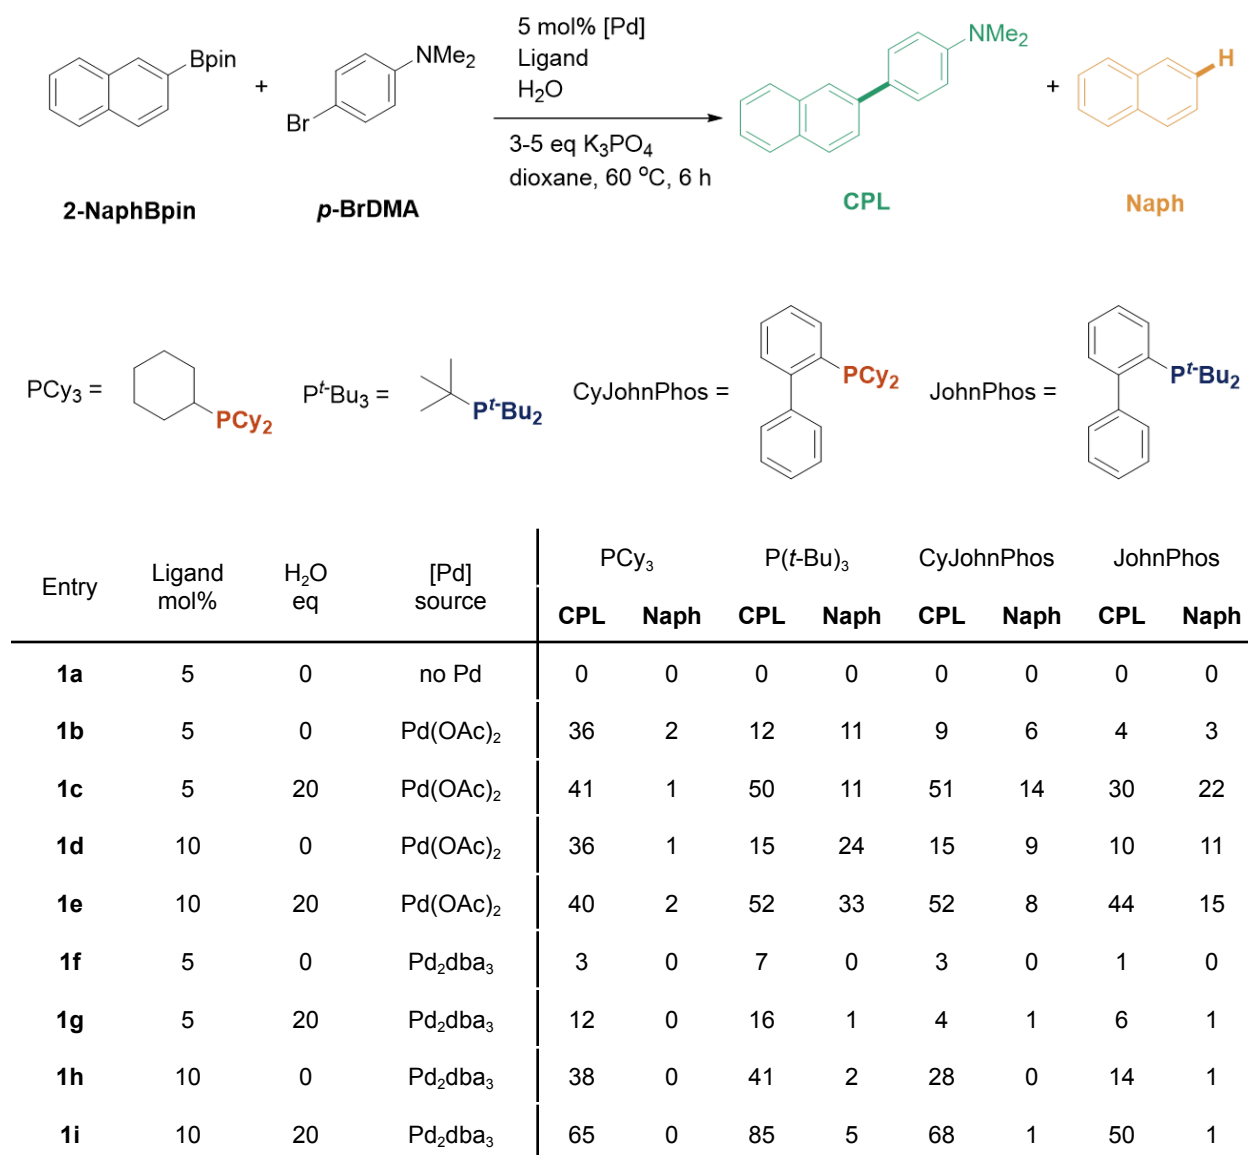 Bpin
+
NMe2
Br
5 mol% [Pd]
Ligand
H2O
3-5 eq K3PO4
dioxane, 60 °C, 6 h
NMe2
+
H
2-NaphBpin
p-BrDMA
CPL
Naph
PCy3 =
PCy2
Pt-Bu3 =
Pt-Bu2
CyJohnPhos =
PCy2
JohnPhos =
Pt-Bu2
Entry Ligand mol% H2O eq [Pd] source PCy3 P(t-Bu)3 CyJohnPhos JohnPhos
CPL Naph CPL Naph CPL Naph CPL Naph
1a 5 0 no Pd 0 0 0 0 0 0 0 0
1b 5 0 Pd(OAc)2 36 2 12 11 9 6 4 3
1c 5 20 Pd(OAc)2 41 1 50 11 51 14 30 22
1d 10 0 Pd(OAc)2 36 1 15 24 15 9 10 11
1e 10 20 Pd(OAc)2 40 2 52 33 52 8 44 15
1f 5 0 Pd2dba3 3 0 7 0 3 0 1 0
1g 5 20 Pd2dba3 12 0 16 1 4 1 6 1
1h 10 0 Pd2dba3 38 0 41 2 28 0 14 1
1i 10 20 Pd2dba3 65 0 85 5 68 1 50 1